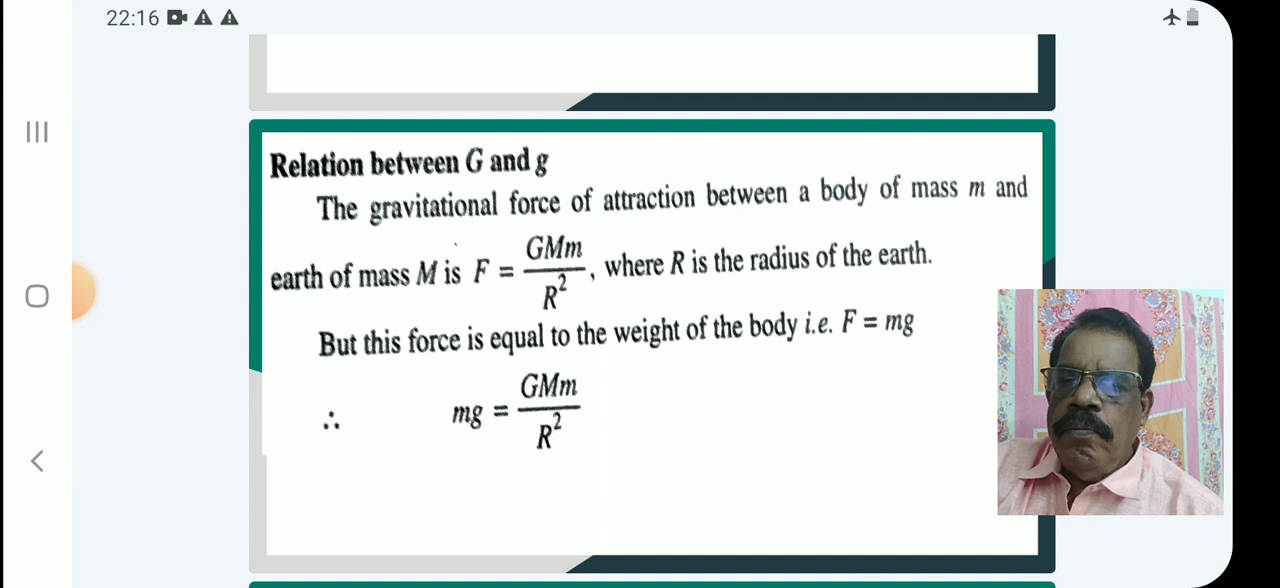 22:16
Relation between G and g
The gravitational force of attraction between a body of mass m and
earth of mass M is F = GMm / R², where R is the radius of the earth.
But this force is equal to the weight of the body i.e. F = mg
∴ mg = GMm / R²